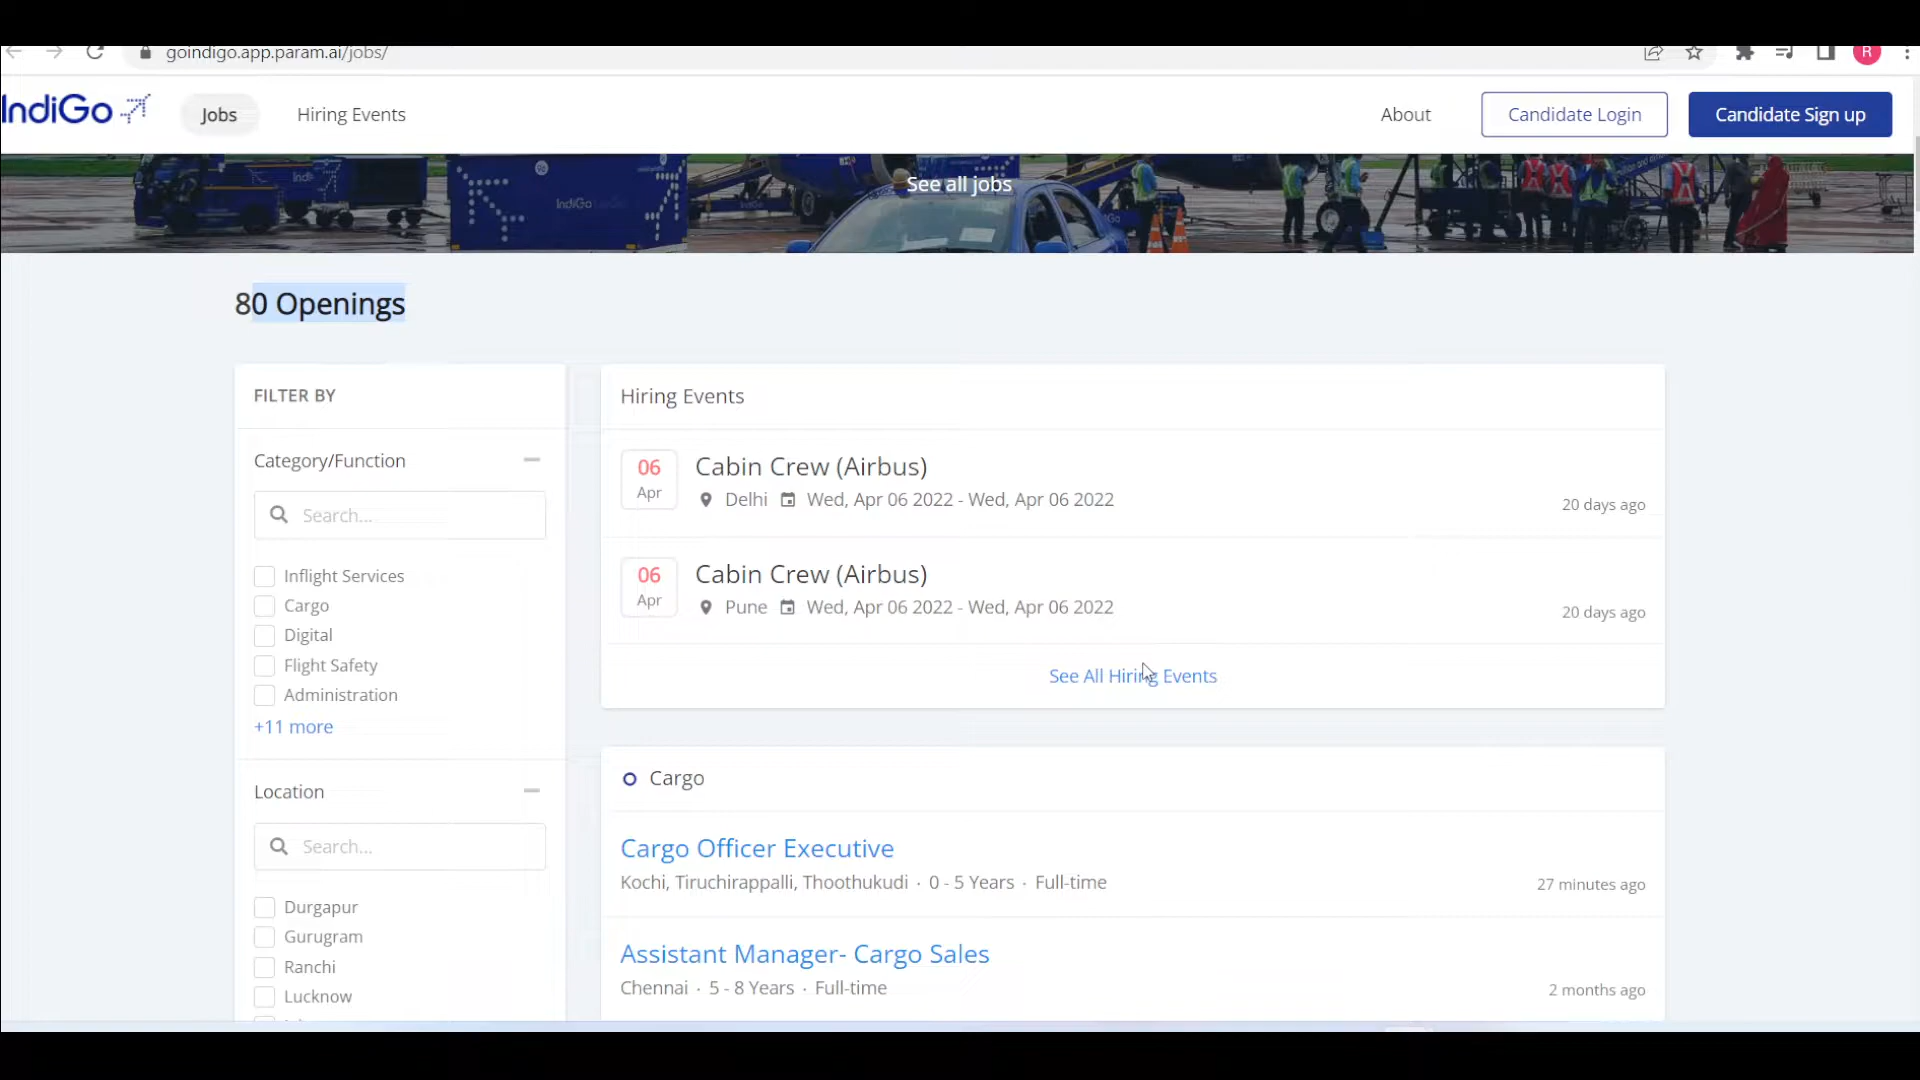 goindigo.app.param.ai/jobs/
R
IndiGo
Jobs
Hiring Events
About
Candidate Login
Candidate Sign up
See all jobs
IndiGo
80 Openings
FILTER BY
Category/Function
Search...
Inflight Services
Cargo
Digital
Flight Safety
Administration
+11 more
Location
Search...
Durgapur
Gurugram
Ranchi
Lucknow
Hiring Events
06
Apr
Cabin Crew (Airbus)
Delhi Wed, Apr 06 2022 - Wed, Apr 06 2022
20 days ago
06
Apr
Cabin Crew (Airbus)
Pune Wed, Apr 06 2022 - Wed, Apr 06 2022
20 days ago
See All Hiring Events
Cargo
Cargo Officer Executive
Kochi, Tiruchirappalli, Thoothukudi · 0 - 5 Years · Full-time
27 minutes ago
Assistant Manager- Cargo Sales
Chennai · 5 - 8 Years · Full-time
2 months ago